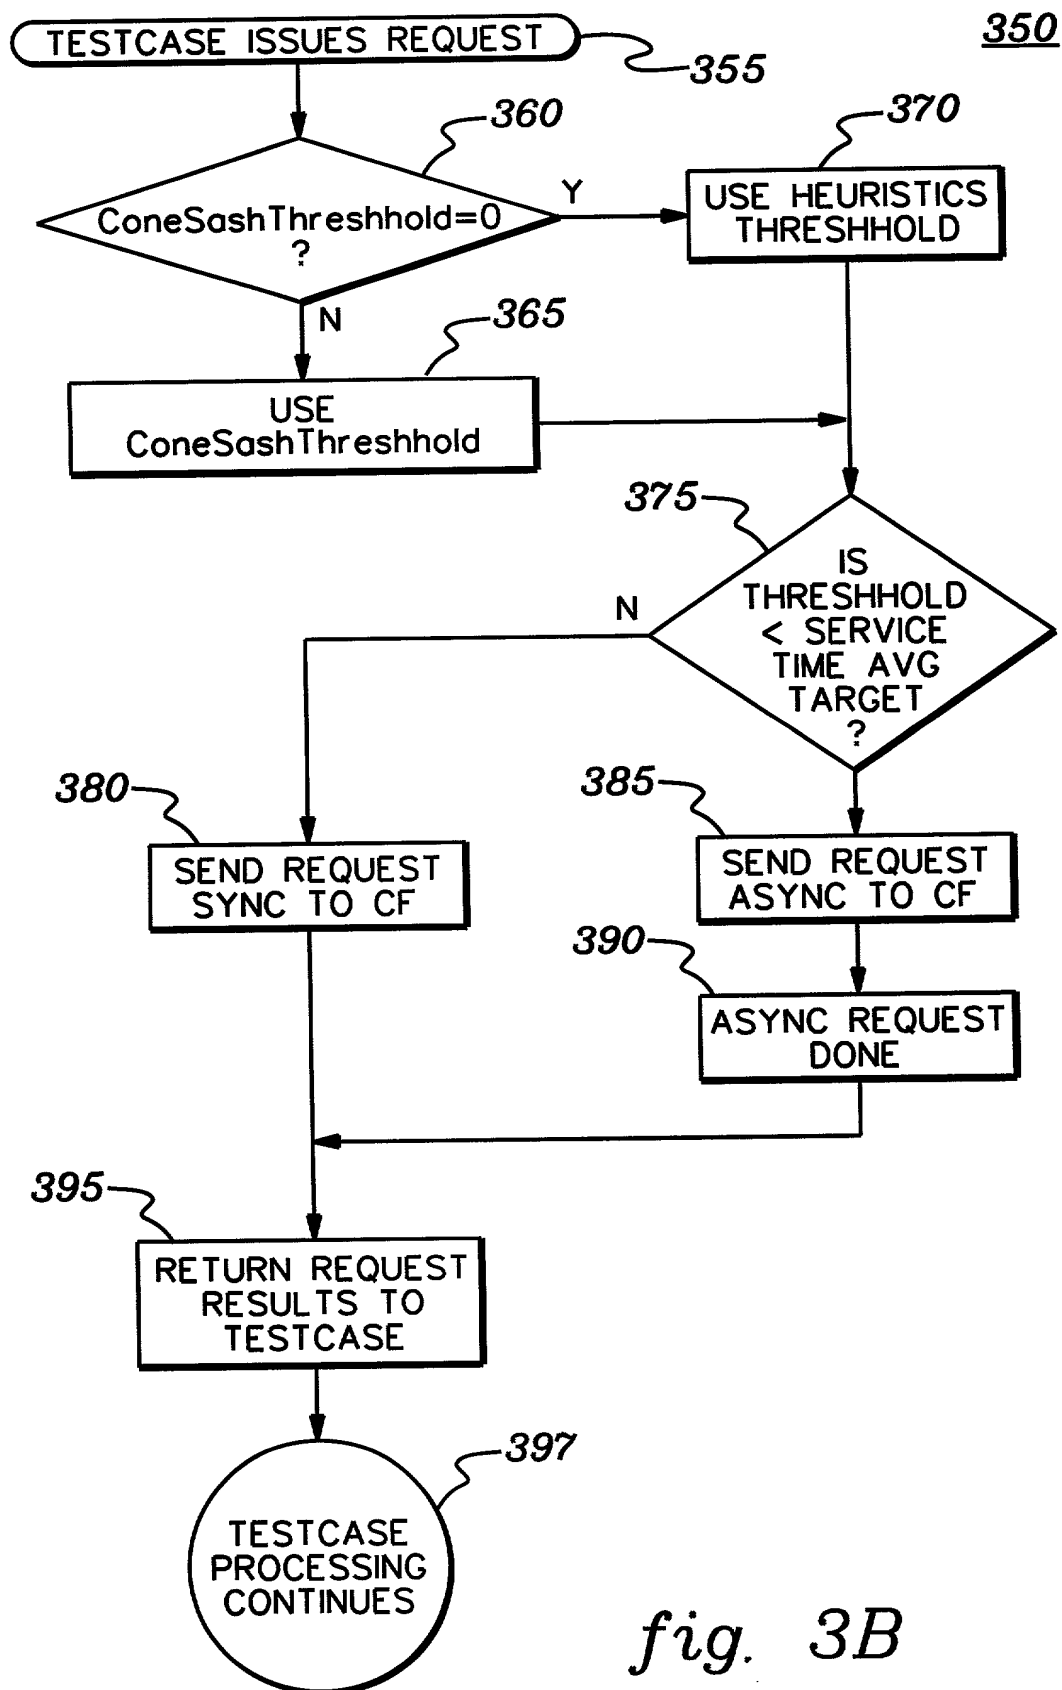 350
TESTCASE ISSUES REQUEST
355
360
ConeSashThreshhold=0
?
Y
N
370
USE HEURISTICS
THRESHHOLD
365
USE
ConeSashThreshhold
375
IS
THRESHHOLD
< SERVICE
TIME AVG
TARGET
?
N
380
SEND REQUEST
SYNC TO CF
385
SEND REQUEST
ASYNC TO CF
390
ASYNC REQUEST
DONE
395
RETURN REQUEST
RESULTS TO
TESTCASE
397
TESTCASE
PROCESSING
CONTINUES
fig. 3B